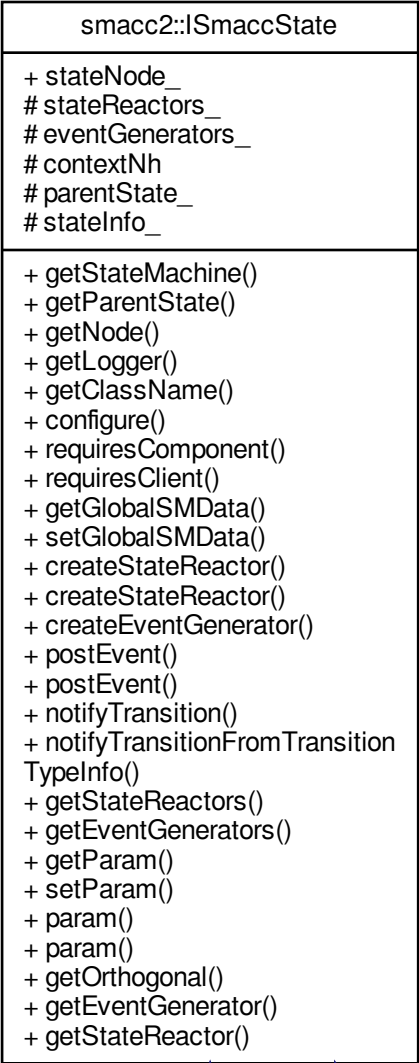 smacc2::ISmaccState
+ stateNode_
# stateReactors_
# eventGenerators_
# contextNh
# parentState_
# stateInfo_
+ getStateMachine()
+ getParentState()
+ getNode()
+ getLogger()
+ getClassName()
+ configure()
+ requiresComponent()
+ requiresClient()
+ getGlobalSMData()
+ setGlobalSMData()
+ createStateReactor()
+ createStateReactor()
+ createEventGenerator()
+ postEvent()
+ postEvent()
+ notifyTransition()
+ notifyTransitionFromTransition
TypeInfo()
+ getStateReactors()
+ getEventGenerators()
+ getParam()
+ setParam()
+ param()
+ param()
+ getOrthogonal()
+ getEventGenerator()
+ getStateReactor()